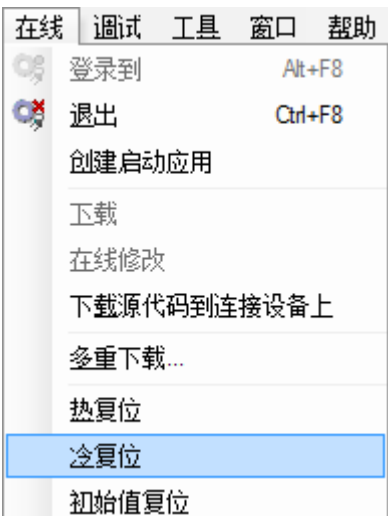 在线 调试 工具 窗口 帮助
登录到 Alt+F8
退出 Ctrl+F8
创建启动应用
下载
在线修改
下载源代码到连接设备上
多重下载...
热复位
冷复位
初始值复位